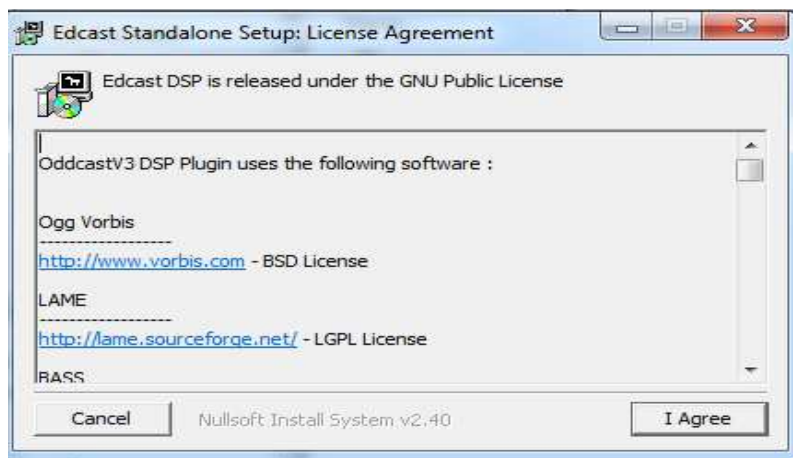 Edcast Standalone Setup: License Agreement
Edcast DSP is released under the GNU Public License
OddcastV3 DSP Plugin uses the following software :
Ogg Vorbis
------------------
http://www.vorbis.com - BSD License
LAME
------------------
http://lame.sourceforge.net/ - LGPL License
BASS
Cancel
Nullsoft Install System v2.40
I Agree